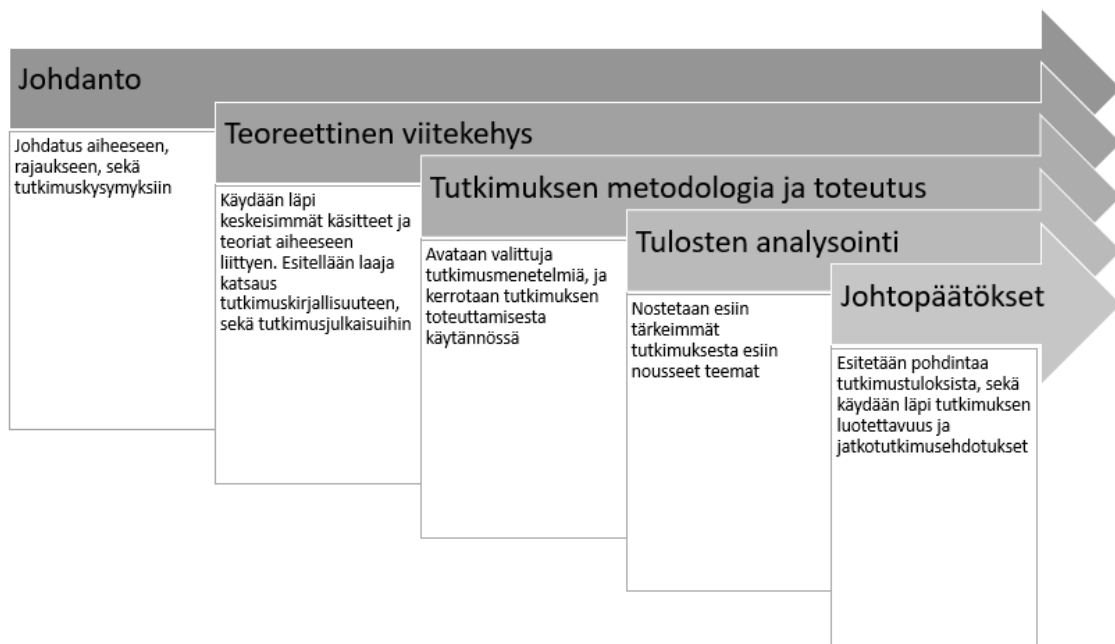 Johdanto
Johdatus aiheeseen,
rajaukseen, sekä
tutkimuskysymyksiin
Teoreettinen viitekehys
Käydään läpi
keskeisimmät käsitteet ja
teoriat aiheeseen
liittyen. Esitellään laaja
katsaus
tutkimuskirjallisuuteen,
sekä tutkimusjulkaisuihin
Tutkimuksen metodologia ja toteutus
Avataan valittuja
tutkimusmenetelmiä, ja
kerrotaan tutkimuksen
toteuttamisesta
käytännössä
Tulosten analysointi
Nostetaan esiin
tärkeimmät
tutkimuksesta esiin
nousseet teemat
Johtopäätökset
Esitetään pohdintaa
tutkimustuloksista, sekä
käydään läpi tutkimuksen
luotettavuus ja
jatkotutkimusehdotukset